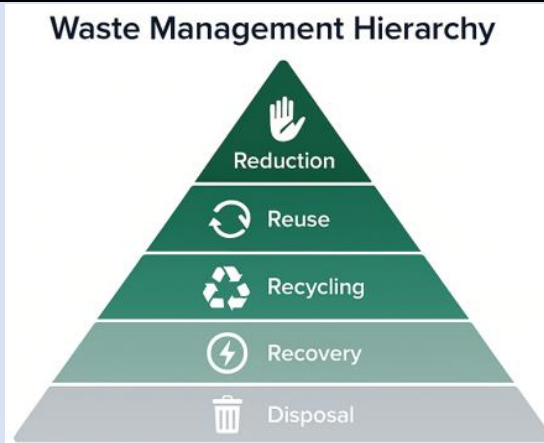 Waste Management Hierarchy
Reduction
Reuse
Recycling
Recovery
Disposal